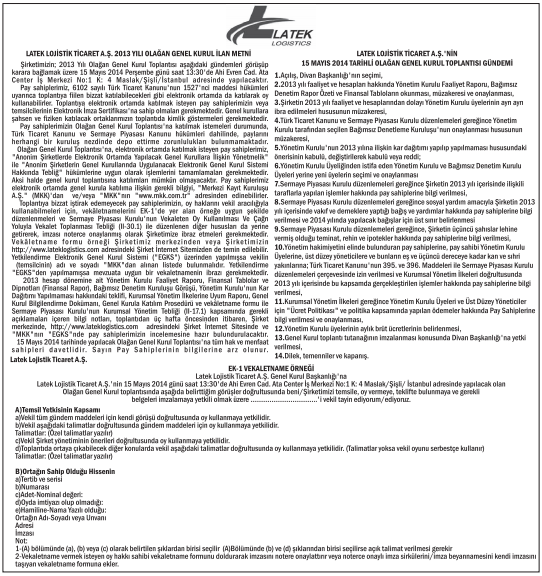 LATEK
LOGISTICS
LATEK LOJİSTİK TİCARET A.Ş. 2013 YILI OLAĞAN GENEL KURUL İLAN METNİ
Şirketimizin; 2013 Yılı Olağan Genel Kurul Toplantısı aşağıdaki gündemleri görüşüp
karara bağlamak üzere 15 Mayıs 2014 Perşembe günü saat 13:30'de Ahi Evren Cad. Ata
Center İş Merkezi No:1 K: 4 Maslak/Şişli/İstanbul adresinde yapılacaktır.
Pay sahiplerimiz, 6102 sayılı Türk Ticaret Kanunu'nun 1527'nci maddesi hükümleri
uyarınca toplantıya fiilen bizzat katılabilecekleri gibi elektronik ortamda da katılarak oy
kullanabilirler. Toplantıya elektronik ortamda katılmak isteyen pay sahiplerimizin veya
temsilcilerinin Elektronik İmza Sertifikası'na sahip olmaları gerekmektedir. Genel kurullara
şahsen ve fiziken katılacak ortaklarımızın toplantıda kimlik göstermeleri gerekmektedir.
Pay sahiplerimizin Olağan Genel Kurul Toplantısı'na katılmak istemeleri durumunda,
Türk Ticaret Kanunu ve Sermaye Piyasası Kanunu hükümleri dahilinde, paylarını
herhangi bir kuruluş nezdinde depo ettirme zorunlulukları bulunmamaktadır.
Olağan Genel Kurul Toplantısı'na, elektronik ortamda katılmak isteyen pay sahiplerimiz,
"Anonim Şirketlerde Elektronik Ortamda Yapılacak Genel Kurullara İlişkin Yönetmelik"
ile "Anonim Şirketlerin Genel Kurullarında Uygulanacak Elektronik Genel Kurul Sistemi
Hakkında Tebliğ" hükümlerine uygun olarak işlemlerini tamamlamaları gerekmektedir.
Aksi halde genel kurul toplantısına katılmaları mümkün olmayacaktır. Pay sahiplerimiz
elektronik ortamda genel kurula katılıma ilişkin gerekli bilgiyi, "Merkezi Kayıt Kuruluşu
A.Ş." (MKK)'dan ve/veya "MKK"nın "www.mkk.com.tr" adresinden edinebilirler.
Toplantıya bizzat iştirak edemeyecek pay sahiplerimizin, oy haklarını vekil aracılığıyla
kullanabilmeleri için, vekâletnamelerini EK-1'de yer alan örneğe uygun şekilde
düzenlemeleri ve Sermaye Piyasası Kurulu'nun Vekaleten Oy Kullanılması Ve Çağrı
Yoluyla Vekalet Toplanması Tebliği (II-30.1) ile düzenlenen diğer hususları da yerine
getirerek, imzası noterce onaylanmış olarak Şirketimize ibraz etmeleri gerekmektedir.
Vekaletname formu örneği Şirketimiz merkezinden veya Şirketimizin
http://www.lateklogistics.com adresindeki Şirket İnternet Sitemizden de temin edilebilir.
Yetkilendirme Elektronik Genel Kurul Sistemi ("EGKS") üzerinden yapılmışsa vekilin
(temsilcinin) adı ve soyadı "MKK"dan alınan listede bulunmalıdır. Yetkilendirme
"EGKS"den yapılmamışsa mevzuata uygun bir vekaletnamenin ibrazı gerekmektedir.
2013 hesap dönemine ait Yönetim Kurulu Faaliyet Raporu, Finansal Tablolar ve
Dipnotları (Finansal Rapor), Bağımsız Denetim Kuruluşu Görüşü, Yönetim Kurulu'nun Kar
Dağıtımı Yapılmaması hakkındaki teklifi, Kurumsal Yönetim İlkelerine Uyum Raporu, Genel
Kurul Bilgilendirme Dokümanı, Genel Kurula Katılım Prosedürü ve vekâletname formu ile
Sermaye Piyasası Kurulu'nun Kurumsal Yönetim Tebliği (II-17.1) kapsamında gerekli
açıklamaları içeren bilgi notları, toplantıdan üç hafta öncesinden itibaren, Şirket
merkezinde, http://www.lateklogistics.com adresindeki Şirket İnternet Sitesinde ve
"MKK"nın "EGKS"nde pay sahiplerimizin incelemesine hazır bulundurulacaktır.
15 Mayıs 2014 tarihinde yapılacak Olağan Genel Kurul Toplantısı'na tüm hak ve menfaat
sahipleri davetlidir. Sayın Pay Sahiplerinin bilgilerine arz olunur.
Latek Lojistik Ticaret A.Ş.
LATEK LOJİSTİK TİCARET A.Ş.'NİN
15 MAYIS 2014 TARİHLİ OLAĞAN GENEL KURUL TOPLANTISI GÜNDEMİ
1.Açılış, Divan Başkanlığı'nın seçimi,
2.2013 yılı faaliyet ve hesapları hakkında Yönetim Kurulu Faaliyet Raporu, Bağımsız
Denetim Rapor Özeti ve Finansal Tabloların okunması, müzakeresi ve onaylanması,
3.Şirketin 2013 yılı faaliyet ve hesaplarından dolayı Yönetim Kurulu üyelerinin ayrı ayrı
ibra edilmeleri hususunun müzakeresi,
4.Türk Ticaret Kanunu ve Sermaye Piyasası Kurulu düzenlemeleri gereğince Yönetim
Kurulu tarafından seçilen Bağımsız Denetleme Kuruluşu'nun onaylanması hususunun
müzakeresi,
5.Yönetim Kurulu'nun 2013 yılına ilişkin kar dağıtımı yapılıp yapılmaması hususundaki
önerisinin kabulü, değiştirilerek kabulü veya reddi;
6.Yönetim Kurulu Üyeliğinden istifa eden Yönetim Kurulu ve Bağımsız Denetim Kurulu
Üyeleri yerine yeni üyelerin seçimi ve onaylanması
7.Sermaye Piyasası Kurulu düzenlemeleri gereğince Şirketin 2013 yılı içerisinde ilişkili
taraflarla yapılan işlemler hakkında pay sahiplerine bilgi verilmesi,
8.Sermaye Piyasası Kurulu düzenlemeleri gereğince sosyal yardım amacıyla Şirketin 2013
yılı içerisinde vakıf ve derneklere yaptığı bağış ve yardımlar hakkında pay sahiplerine bilgi
verilmesi ve 2014 yılında yapılacak bağışlar için üst sınır belirlenmesi
9.Sermaye Piyasası Kurulu düzenlemeleri gereğince, Şirketin üçüncü şahıslar lehine
vermiş olduğu teminat, rehin ve ipotekler hakkında pay sahiplerine bilgi verilmesi,
10.Yönetim hakimiyetini elinde bulunduran pay sahiplerine, pay sahibi Yönetim Kurulu
Üyelerine, üst düzey yöneticilere ve bunların eş ve üçüncü dereceye kadar kan ve sıhri
yakınlarına; Türk Ticaret Kanunu'nun 395. ve 396. Maddeleri ile Sermaye Piyasası Kurulu
düzenlemeleri çerçevesinde izin verilmesi ve Kurumsal Yönetim İlkeleri doğrultusunda
2013 yılı içerisinde bu kapsamda gerçekleştirilen işlemler hakkında pay sahiplerine bilgi
verilmesi,
11.Kurumsal Yönetim İlkeleri gereğince Yönetim Kurulu Üyeleri ve Üst Düzey Yöneticiler
için "Ücret Politikası" ve politika kapsamında yapılan ödemeler hakkında Pay Sahiplerine
bilgi verilmesi ve onaylanması,
12.Yönetim Kurulu üyelerinin aylık brüt ücretlerinin belirlenmesi,
13.Genel Kurul toplantı tutanağının imzalanması konusunda Divan Başkanlığı'na yetki
verilmesi,
14.Dilek, temenniler ve kapanış.
EK-1 VEKALETNAME ÖRNEĞİ
Latek Lojistik Ticaret A.Ş. Genel Kurul Başkanlığı'na
Latek Lojistik Ticaret A.Ş.'nin 15 Mayıs 2014 günü saat 13:30'da Ahi Evren Cad. Ata Center İş Merkezi No:1 K: 4 Maslak/ Şişli/ İstanbul adresinde yapılacak olan
Olağan Genel Kurul toplantısında aşağıda belirttiğim görüşler doğrultusunda beni/Şirketimizi temsile, oy vermeye, teklifte bulunmaya ve gerekli
belgeleri imzalamaya yetkili olmak üzere ................................'i vekil tayin ediyorum/ediyoruz.
A)Temsil Yetkisinin Kapsamı
a)Vekil tüm gündem maddeleri için kendi görüşü doğrultusunda oy kullanmaya yetkilidir.
b)Vekil aşağıdaki talimatlar doğrultusunda gündem maddeleri için oy kullanmaya yetkilidir.
Talimatlar: (Özel talimatlar yazılır)
c)Vekil Şirket yönetiminin önerileri doğrultusunda oy kullanmaya yetkilidir.
d)Toplantıda ortaya çıkabilecek diğer konularda vekil aşağıdaki talimatlar doğrultusunda oy kullanmaya yetkilidir. (Talimatlar yoksa vekil oyunu serbestçe kullanır)
Talimatlar: (Özel talimatlar yazılır)
B)Ortağın Sahip Olduğu Hissenin
a)Tertib ve serisi
b)Numarası
c)Adet-Nominal değeri:
d)Oyda imtiyazı olup olmadığı:
e)Hamiline-Nama Yazılı olduğu:
Ortağın Adı-Soyadı veya Unvanı
Adresi
İmzası
Not:
1-(A) bölümünde (a), (b) veya (c) olarak belirtilen şıklardan birisi seçilir (A)Bölümünde (b) ve (d) şıklarından birisi seçilirse açık talimat verilmesi gerekir
2-Vekaletname vermek isteyen oy hakkı sahibi vekaletname formunu doldurarak imzasını notere onaylattırır veya noterce onaylı imza sirkülerini/imza beyannamesini kendi imzasını
taşıyan vekaletname formuna ekler.